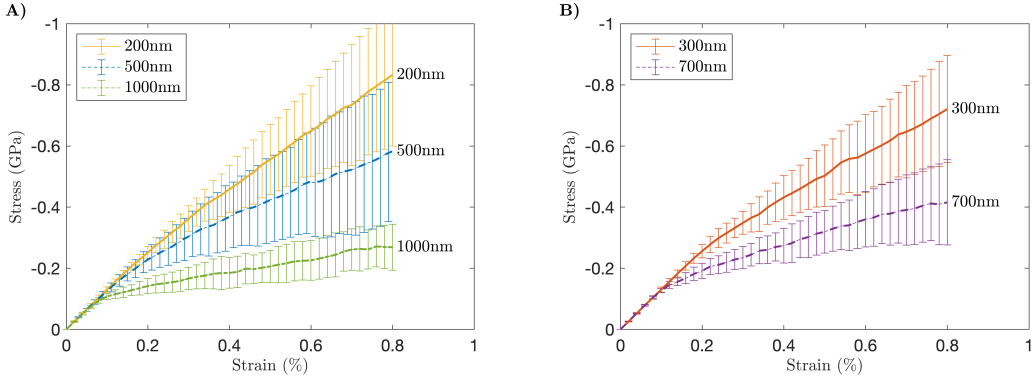 A)
-1
-0.8
-0.6
-0.4
-0.2
0
Stress (GPa)
200nm
500nm
1000nm
200nm
500nm
1000nm
0 0.2 0.4 0.6 0.8 1
Strain (%)
B)
-1
-0.8
-0.6
-0.4
-0.2
0
Stress (GPa)
300nm
700nm
300nm
700nm
0 0.2 0.4 0.6 0.8 1
Strain (%)